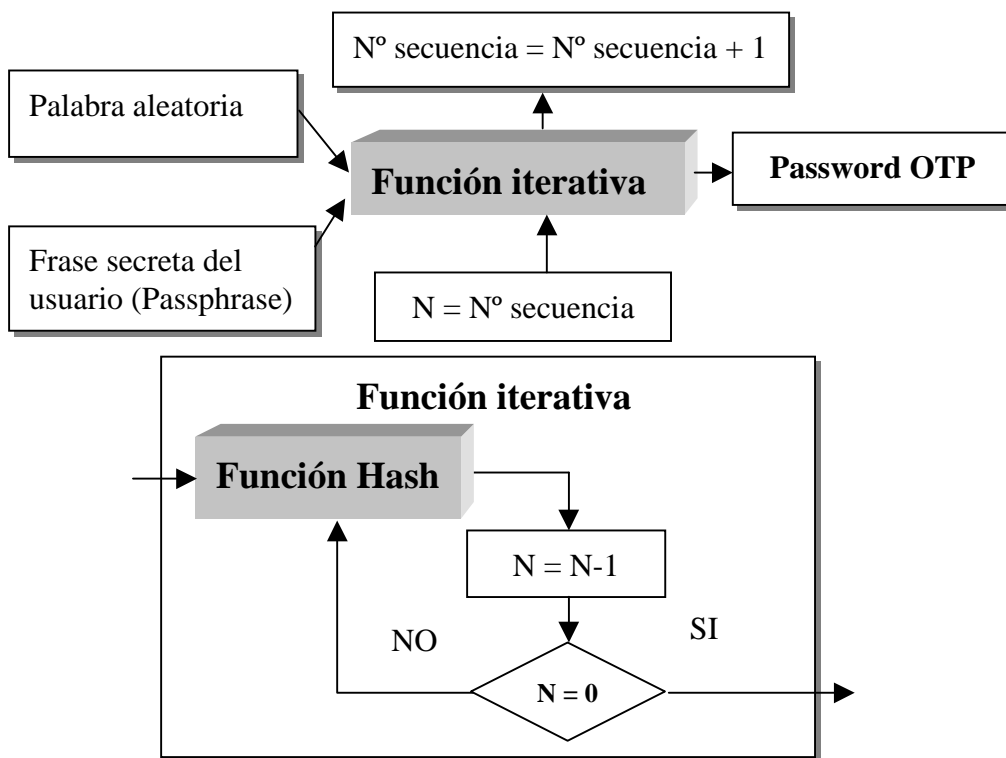 Nº secuencia = Nº secuencia + 1
Palabra aleatoria
Función iterativa
Password OTP
Frase secreta del
usuario (Passphrase)
N = Nº secuencia
Función iterativa
Función Hash
N = N-1
NO
SI
N = 0